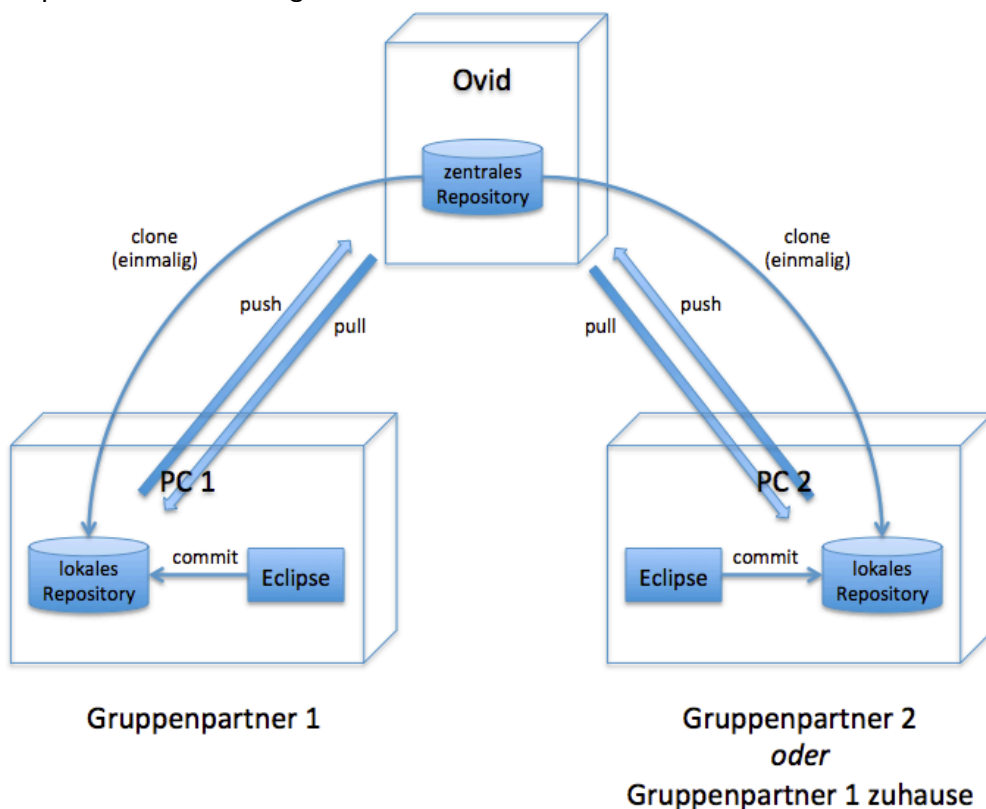 Ovid
zentrales
Repository
clone
(einmalig)
clone
(einmalig)
push
pull
pull
push
PC 1
PC 2
lokales
Repository
commit
Eclipse
Eclipse
commit
lokales
Repository
Gruppenpartner 1
Gruppenpartner 2
oder
Gruppenpartner 1 zuhause